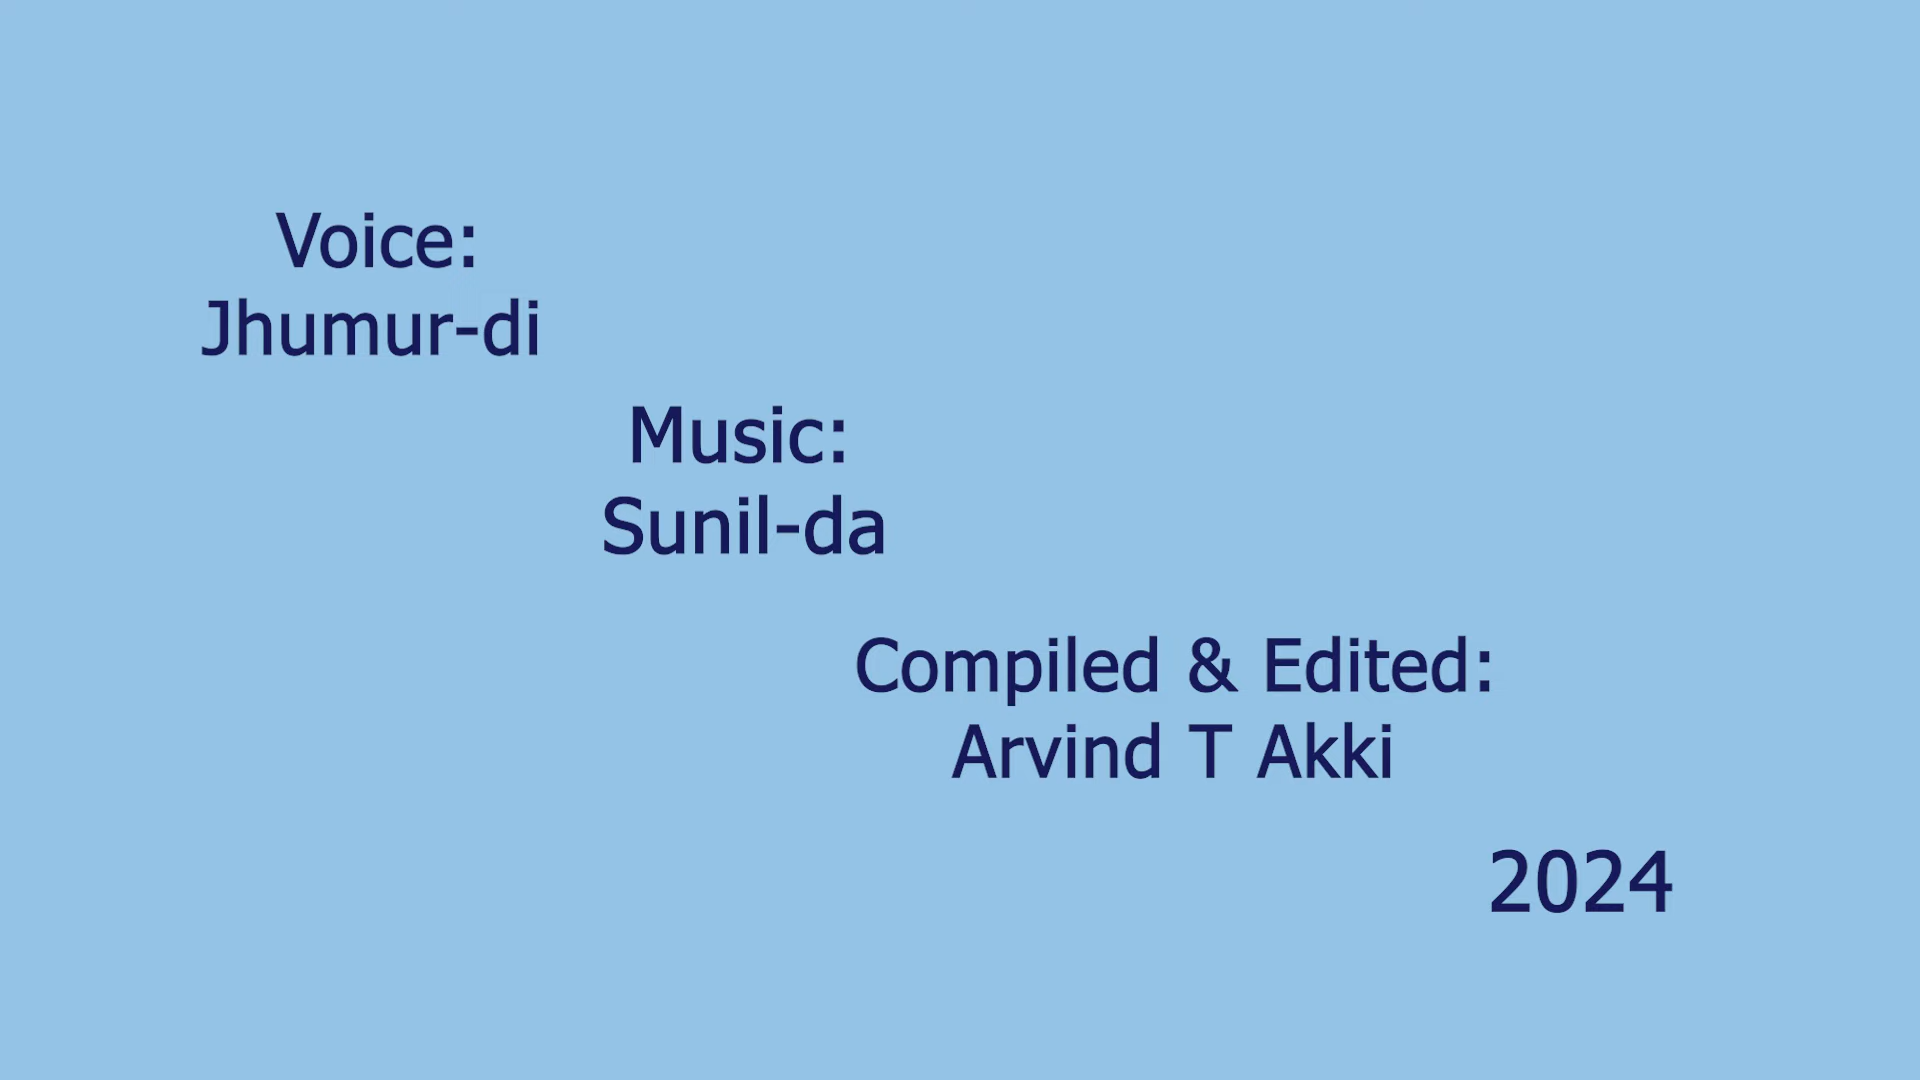 Voice:
Jhumur-di
Music:
Sunil-da
Compiled & Edited:
Arvind T Akki
2024